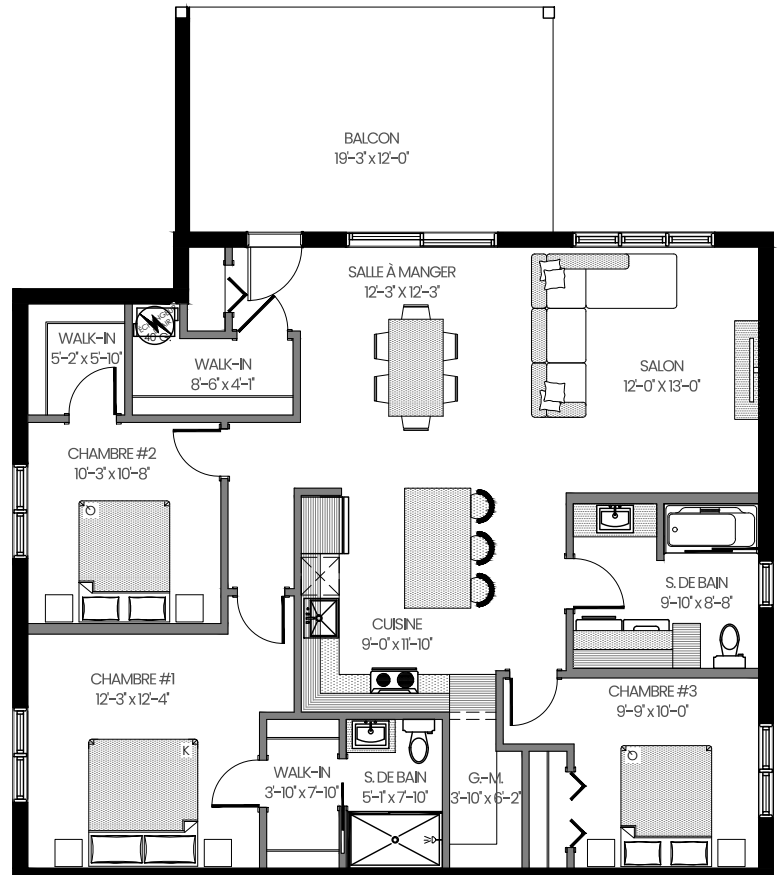 BALCON
19'-3" x 12'-0"
SALLE À MANGER
12'-3" x 12'-3"
WALK-IN
5'-2" x 5'-10"
40 G.
WALK-IN
8'-6" x 4'-1"
SALON
12'-0" X 13'-0"
CHAMBRE #2
10'-3" x 10'-8"
S. DE BAIN
9'-10" x 8'-8"
CUISINE
9'-0" x 11'-10"
CHAMBRE #1
12'-3" x 12'-4"
K
CHAMBRE #3
9'-9" x 10'-0"
WALK-IN
3'-10" x 7'-10"
S. DE BAIN
5'-1" x 7'-10"
G.-M.
3'-10" x 6'-2"